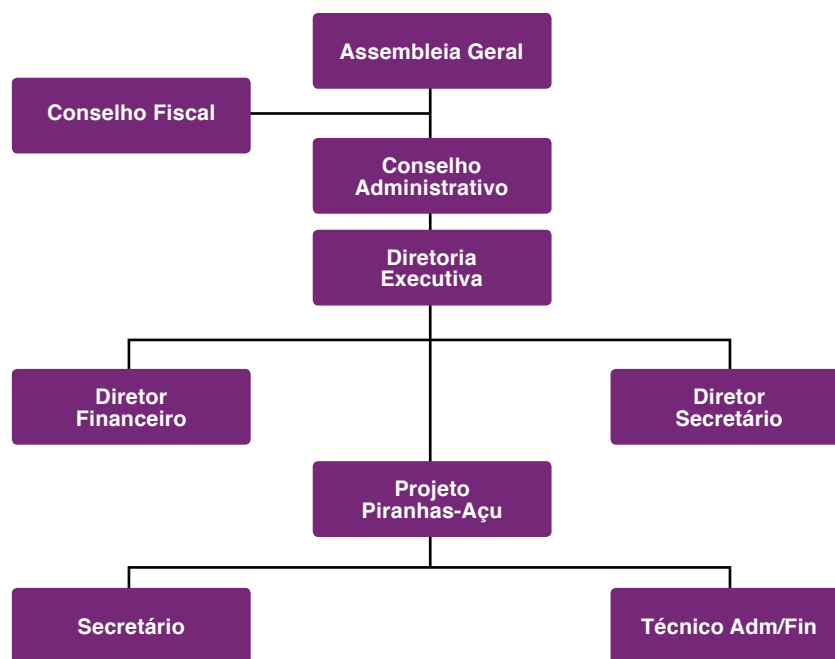 Assembleia Geral
Conselho Fiscal
Conselho
Administrativo
Diretoria
Executiva
Diretor
Financeiro
Diretor
Secretário
Projeto
Piranhas-Açu
Secretário
Técnico Adm/Fin